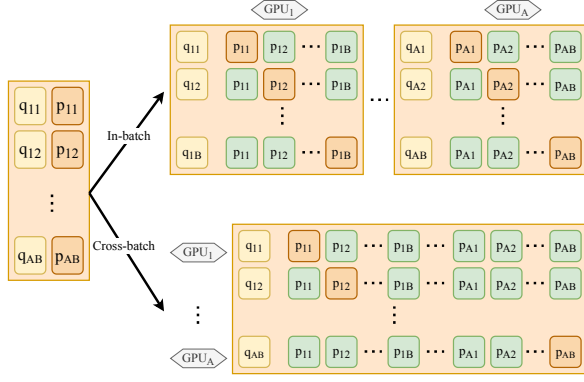 GPU1 GPUA
q11 p11 p12 ... p1B qA1 pA1 pA2 ... pAB
q12 p11 p12 ... p1B ... qA2 pA1 pA2 ... pAB
q1B p11 p12 ... p1B qAB pA1 pA2 ... pAB
q11 p11
q12 p12
qAB pAB
In-batch
Cross-batch
GPU1 q11 p11 p12 ... p1B ... pA1 pA2 ... pAB
q12 p11 p12 ... p1B ... pA1 pA2 ... pAB
GPUA qAB p11 p12 ... p1B ... pA1 pA2 ... pAB